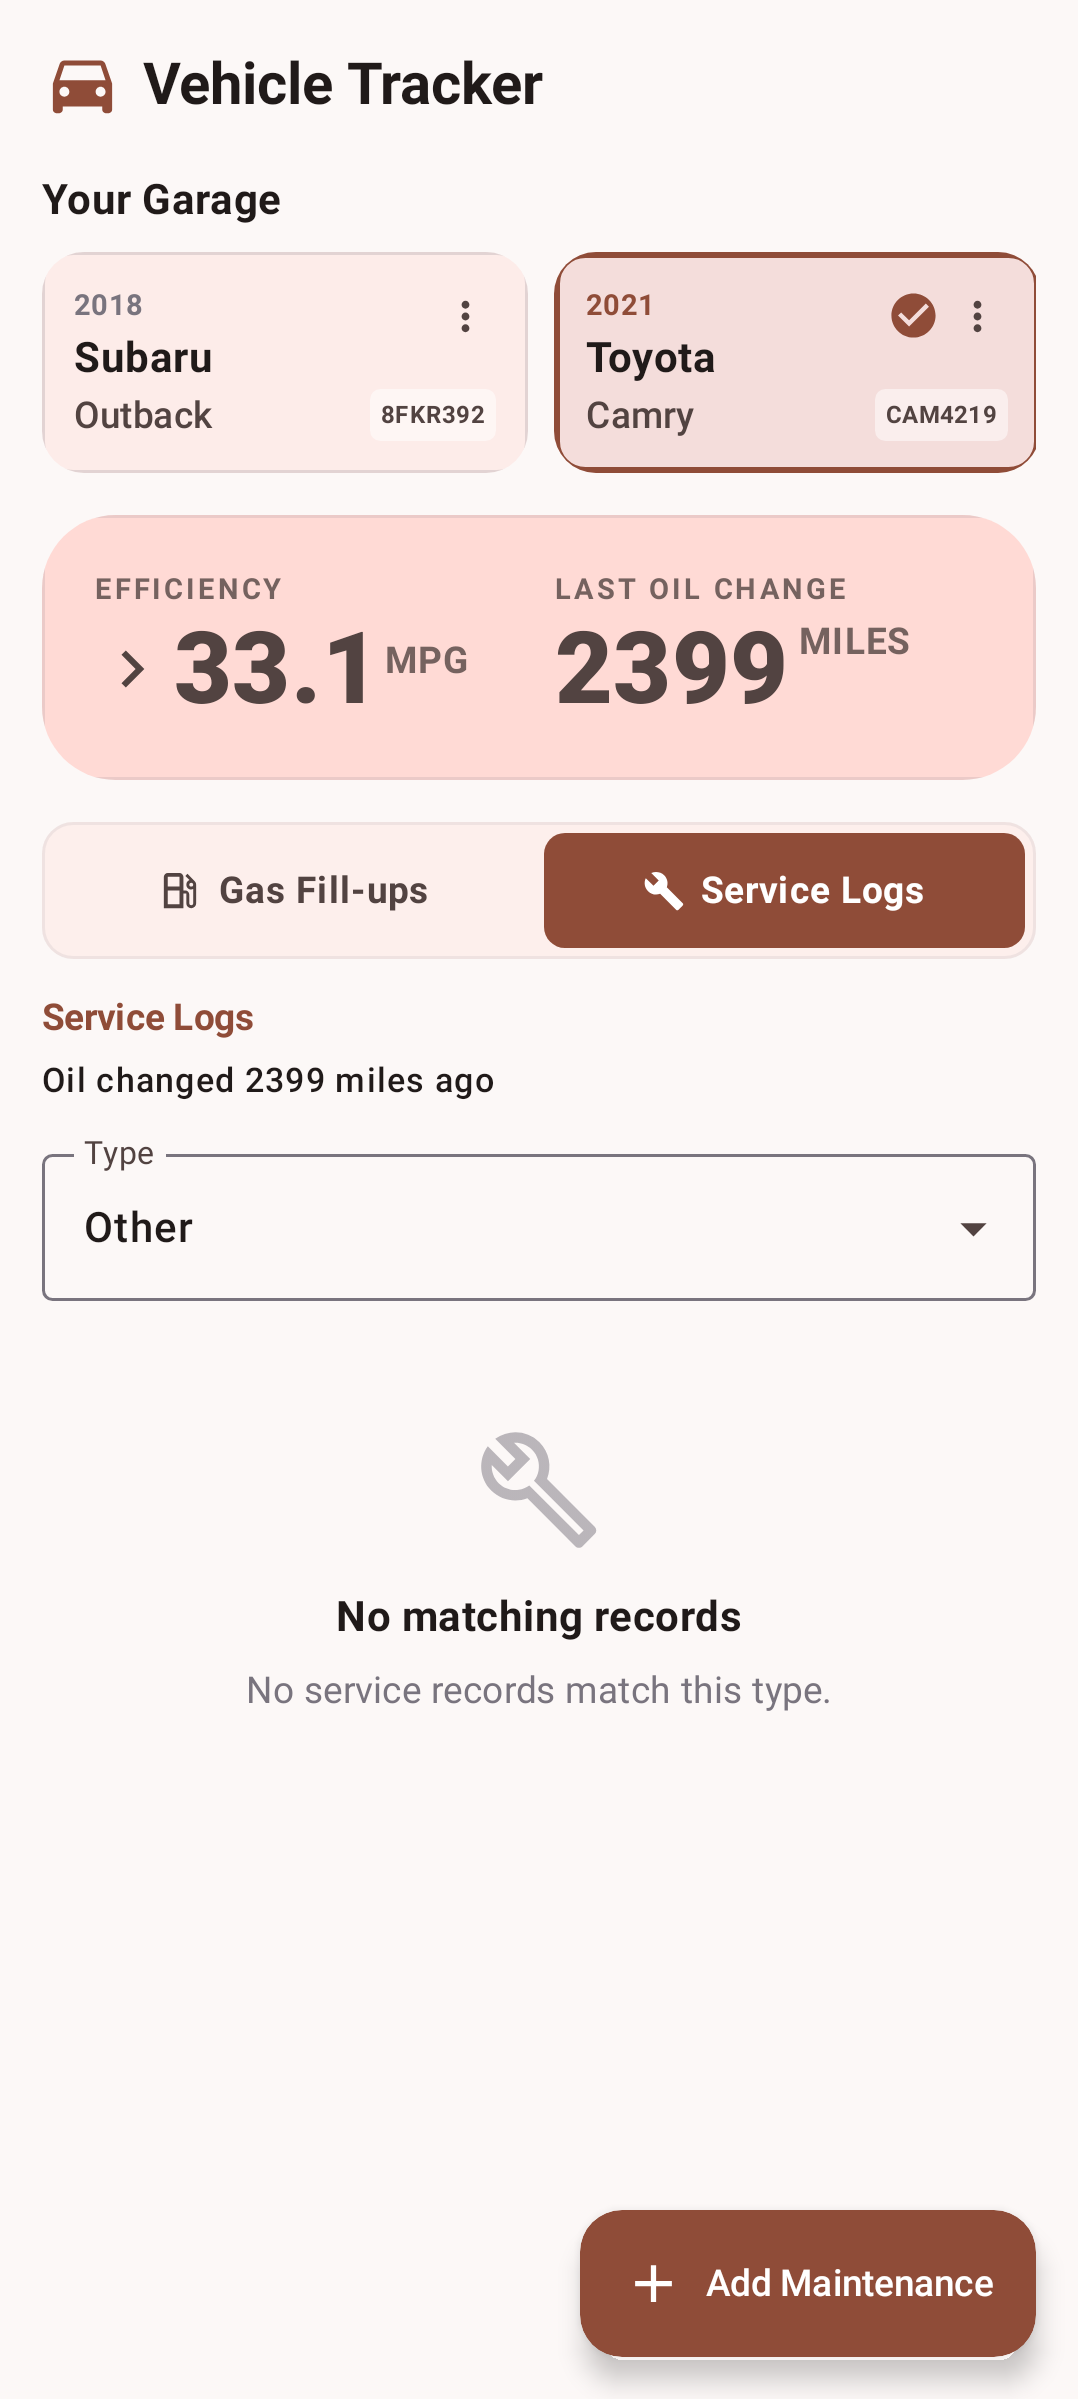 Vehicle Tracker
Your Garage
2018
Subaru
Outback
8FKR392
2021
Toyota
Camry
CAM4219
EFFICIENCY
33.1 MPG
LAST OIL CHANGE
2399 MILES
Gas Fill-ups
Service Logs
Service Logs
Oil changed 2399 miles ago
Type
Other
No matching records
No service records match this type.
Add Maintenance